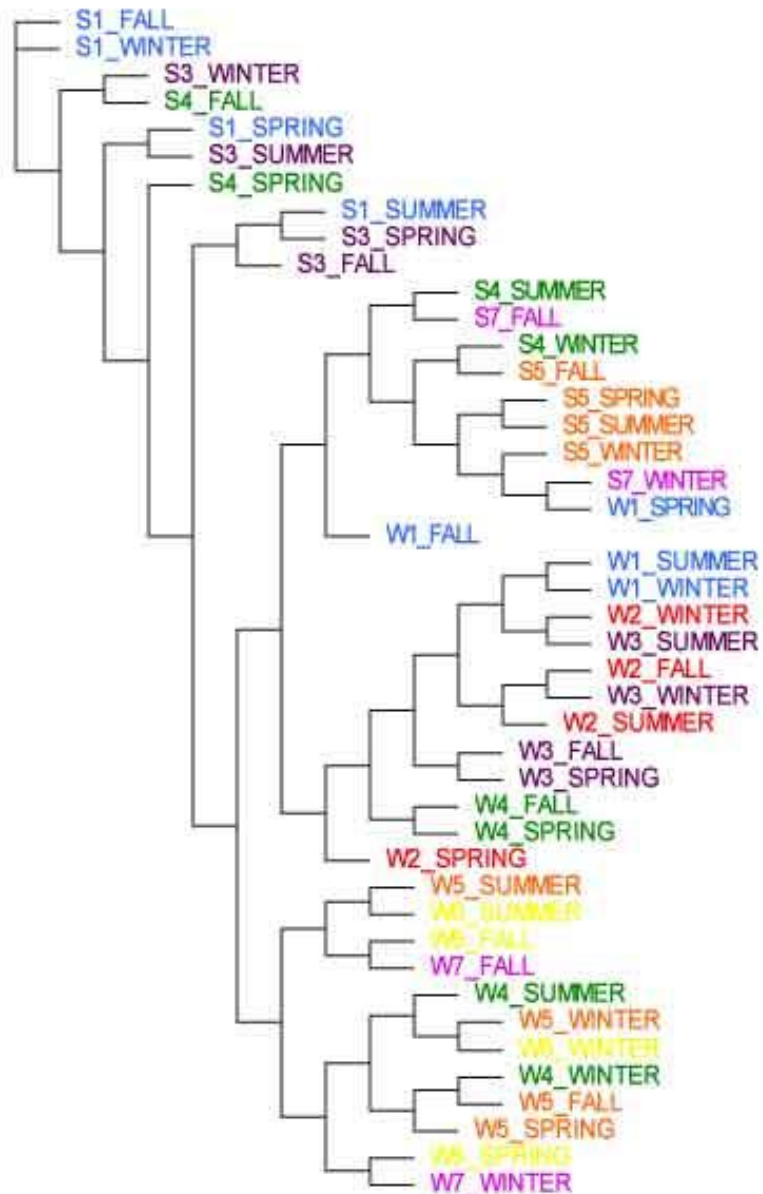 S1_FALL
S1_WINTER
S3_WINTER
S4_FALL
S1_SPRING
S3_SUMMER
S4_SPRING
S1_SUMMER
S3_SPRING
S3_FALL
S4_SUMMER
S7_FALL
S4_WINTER
S5_FALL
S5_SPRING
S5_SUMMER
S5_WINTER
S7_WINTER
W1_SPRING
W1_FALL
W1_SUMMER
W1_WINTER
W2_WINTER
W3_SUMMER
W2_FALL
W3_WINTER
W2_SUMMER
W3_FALL
W3_SPRING
W4_FALL
W4_SPRING
W2_SPRING
W5_SUMMER
W6_SUMMER
W6_FALL
W7_FALL
W4_SUMMER
W5_WINTER
W6_WINTER
W4_WINTER
W5_FALL
W5_SPRING
W6_SPRING
W7_WINTER